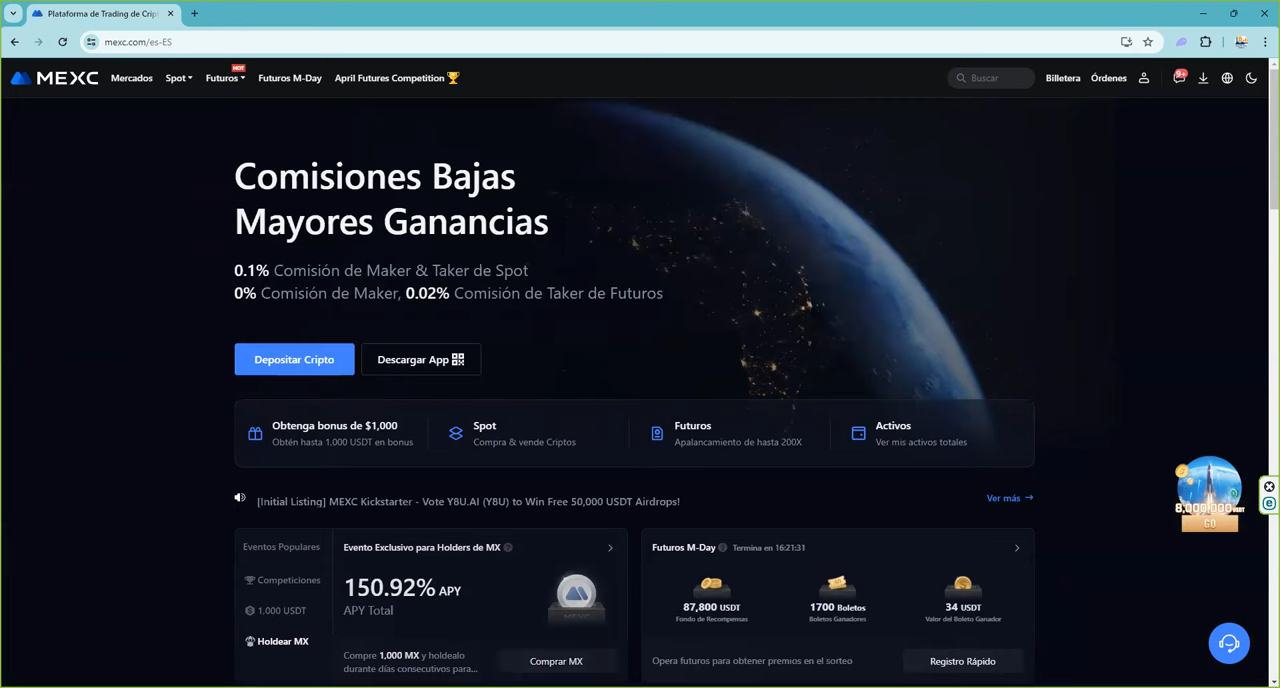 Plataforma de Trading de Crip
mexc.com/es-ES
MEXC Mercados Spot Futuros HOT Futuros M-Day April Futures Competition Buscar Billetera Órdenes 9+
Comisiones Bajas
Mayores Ganancias
0.1% Comisión de Maker & Taker de Spot
0% Comisión de Maker, 0.02% Comisión de Taker de Futuros
Depositar Cripto Descargar App
Obtenga bonus de $1,000
Obtén hasta 1.000 USDT en bonus
Spot
Compra & vende Criptos
Futuros
Apalancamiento de hasta 200X
Activos
Ver mis activos totales
[Initial Listing] MEXC Kickstarter - Vote Y8U.AI (Y8U) to Win Free 50,000 USDT Airdrops!
Ver más
8,000,000 USDT
GO
Eventos Populares
Competiciones
1,000 USDT
Holdear MX
Evento Exclusivo para Holders de MX
150.92% APY
APY Total
MEXC
Compre 1,000 MX y holdealo
durante días consecutivos para...
Comprar MX
Futuros M-Day Termina en 16:21:31
87,800 USDT
Fondo de Recompensas
1700 Boletos
Boletos Ganadores
34 USDT
Valor del Boleto Ganador
Opera futuros para obtener premios en el sorteo
Registro Rápido